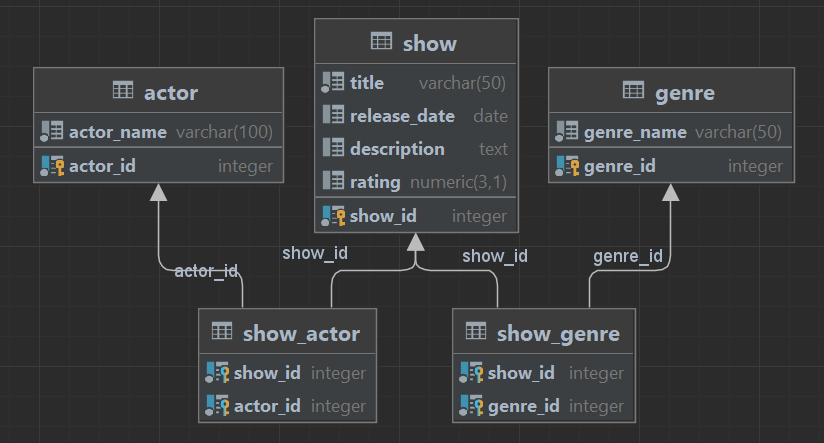 show
title varchar(50)
release_date date
description text
rating numeric(3,1)
show_id integer
actor
actor_name varchar(100)
actor_id integer
genre
genre_name varchar(50)
genre_id integer
actor_id
show_id
show_id
genre_id
show_actor
show_id integer
actor_id integer
show_genre
show_id integer
genre_id integer